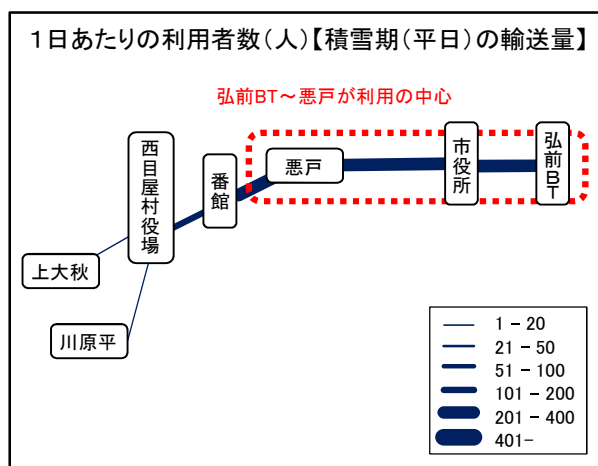 1日あたりの利用者数(人)【積雪期(平日)の輸送量】
弘前BT~悪戸が利用の中心
西目屋村役場
番館
悪戸
市役所
弘前BT
上大秋
川原平
1 - 20
21 - 50
51 - 100
101 - 200
201 - 400
401-